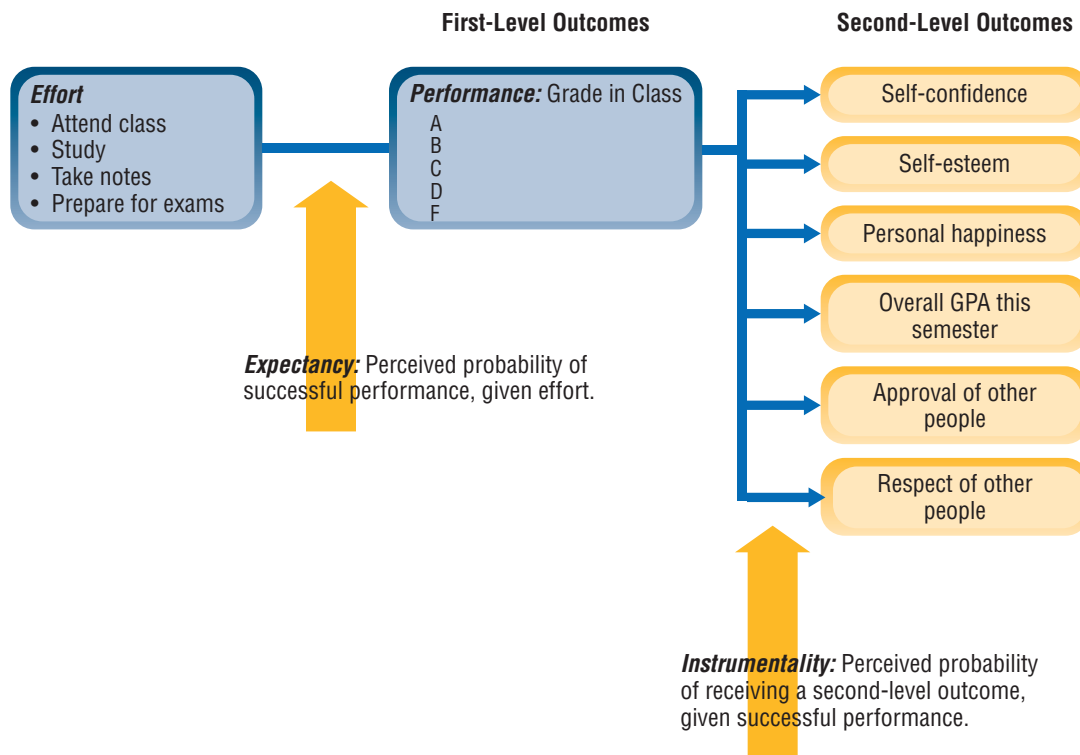 First-Level Outcomes
Second-Level Outcomes
Effort
• Attend class
• Study
• Take notes
• Prepare for exams
Performance: Grade in Class
A
B
C
D
F
Self-confidence
Self-esteem
Personal happiness
Overall GPA this
semester
Approval of other
people
Respect of other
people
Expectancy: Perceived probability of
successful performance, given effort.
Instrumentality: Perceived probability
of receiving a second-level outcome,
given successful performance.